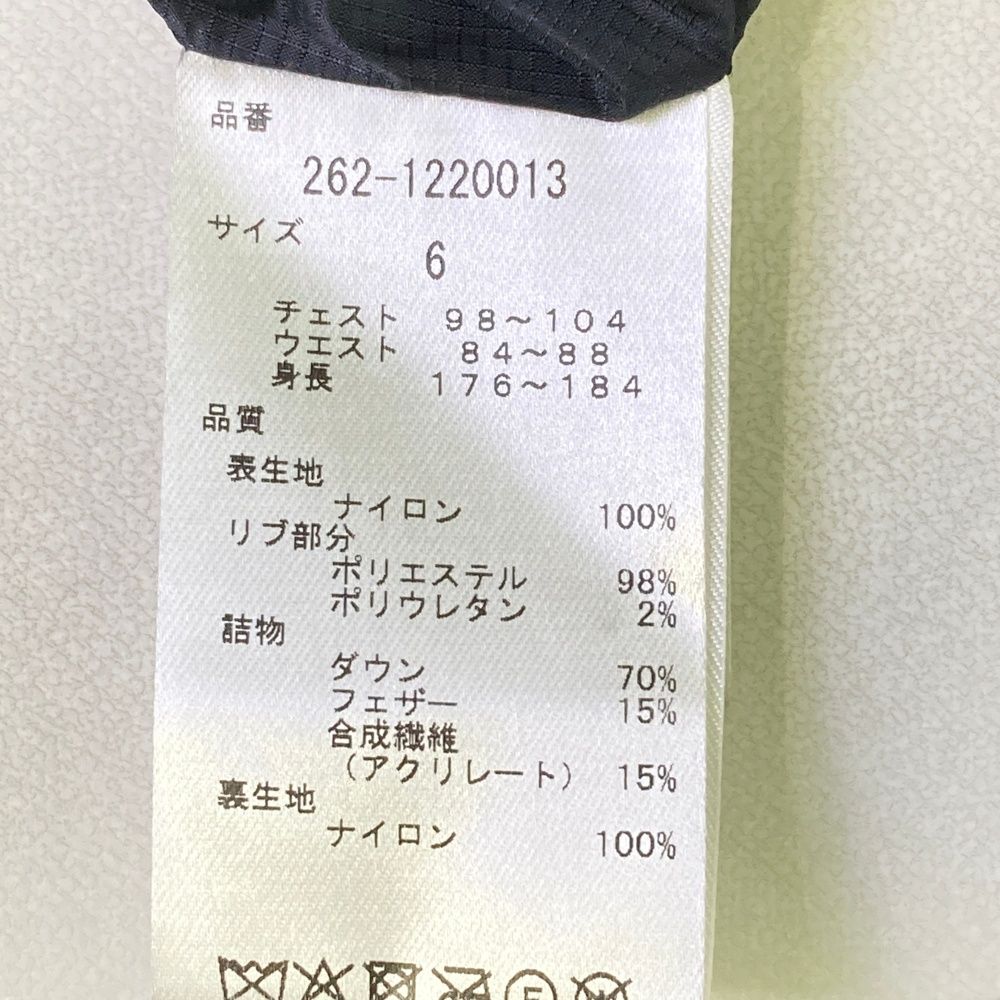 品番
262-1220013
サイズ
6
チェスト ９８～１０４
ウエスト ８４～８８
身長 １７６～１８４
品質
表生地
ナイロン 100%
リブ部分
ポリエステル 98%
ポリウレタン 2%
詰物
ダウン 70%
フェザー 15%
合成繊維
（アクリレート） 15%
裏生地
ナイロン 100%